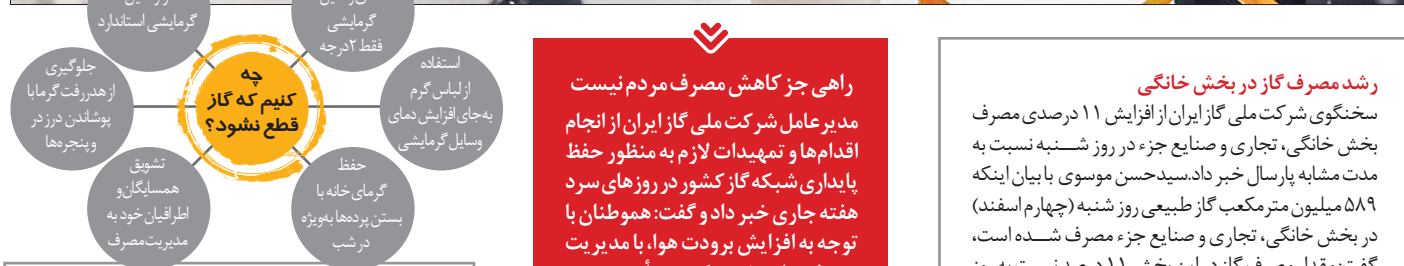 رشد مصرف گاز در بخش خانگی
سخنگوی شرکت ملی گاز ایران از افزایش ۱۱ درصدی مصرف
بخش خانگی، تجاری و صنایع جزء در روز شنبه نسبت به
مدت مشابه پارسال خبر داد.سیدحسن موسوی با بیان اینکه
۵۸۹ میلیون مترمکعب گاز طبیعی روز شنبه (چهارم اسفند)
در بخش خانگی، تجاری و صنایع جزء مصرف شده است،
راهی جز کاهش مصرف مردم نیست
مدیرعامل شرکت ملی گاز ایران از انجام
اقدام‌ها و تمهیدات لازم به منظور حفظ
پایداری شبکه گاز کشور در روزهای سرد
هفته جاری خبر داد و گفت: هموطنان با
توجه به افزایش برودت هوا، با مدیریت
چه
کنیم که گاز
قطع نشود؟
گرمایشی
فقط ۲درجه
استفاده
از لباس گرم
به‌جای افزایش دمای
وسایل گرمایشی
حفظ
گرمای خانه با
بستن پرده‌ها به‌ویژه
در شب
گرمایشی استاندارد
جلوگیری
از هدررفت گرما با
پوشاندن درز در
و پنجره‌ها
تشویق
همسایگان و
اطرافیان خود به
مدیریت مصرف